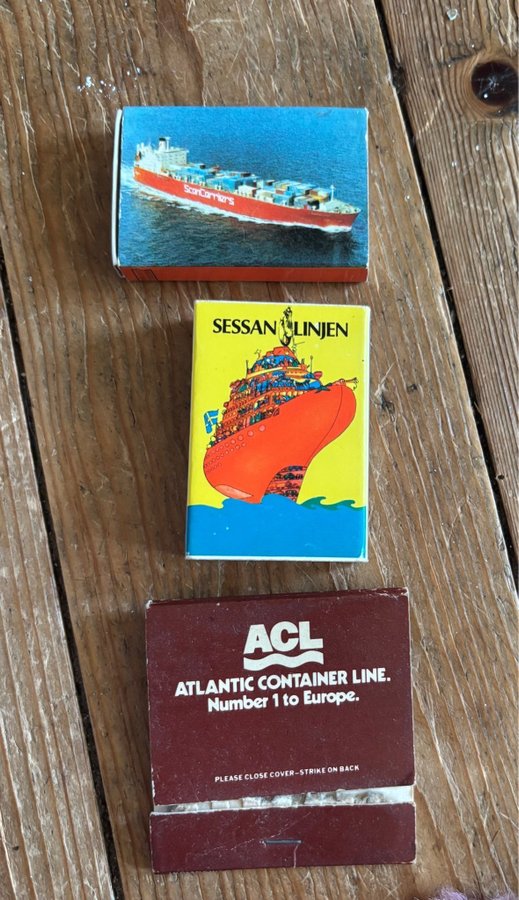 ScanCarriers
SESSAN LINJEN
ACL
ATLANTIC CONTAINER LINE.
Number 1 to Europe.
PLEASE CLOSE COVER–STRIKE ON BACK